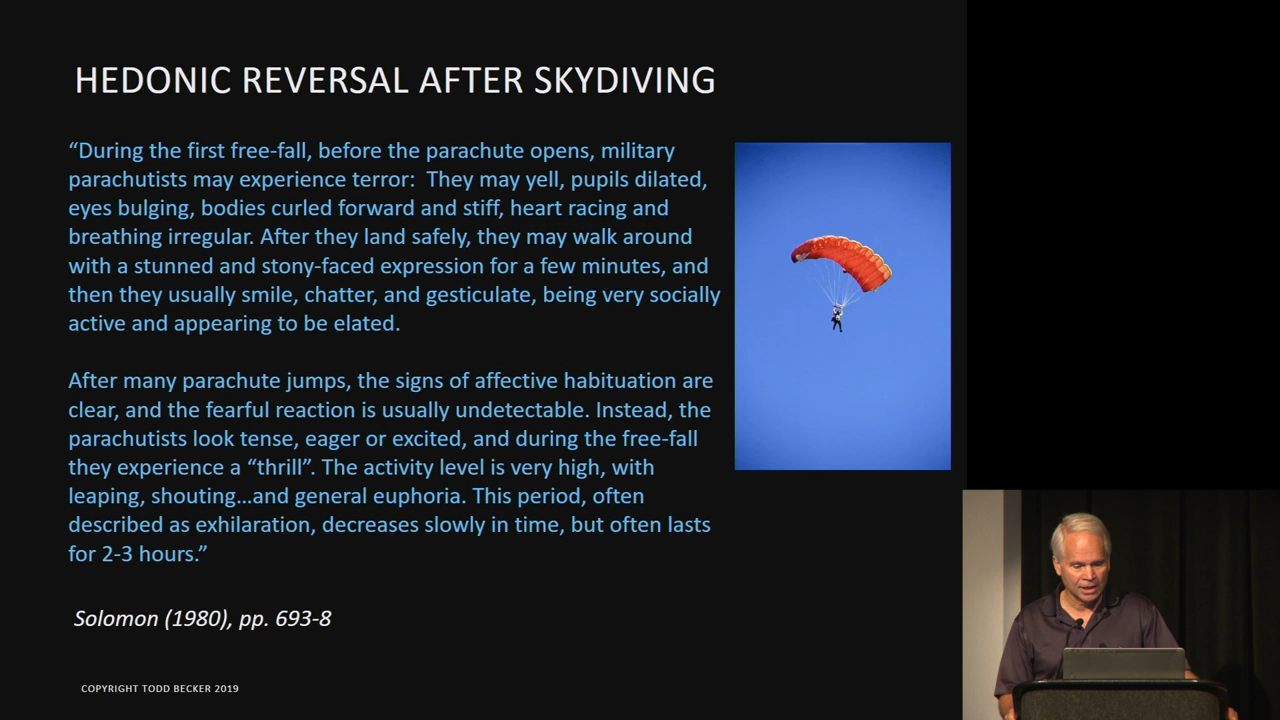 HEDONIC REVERSAL AFTER SKYDIVING
“During the first free-fall, before the parachute opens, military
parachutists may experience terror:  They may yell, pupils dilated,
eyes bulging, bodies curled forward and stiff, heart racing and
breathing irregular. After they land safely, they may walk around
with a stunned and stony-faced expression for a few minutes, and
then they usually smile, chatter, and gesticulate, being very socially
active and appearing to be elated.
After many parachute jumps, the signs of affective habituation are
clear, and the fearful reaction is usually undetectable. Instead, the
parachutists look tense, eager or excited, and during the free-fall
they experience a “thrill”. The activity level is very high, with
leaping, shouting…and general euphoria. This period, often
described as exhilaration, decreases slowly in time, but often lasts
for 2-3 hours.”
Solomon (1980), pp. 693-8
COPYRIGHT TODD BECKER 2019